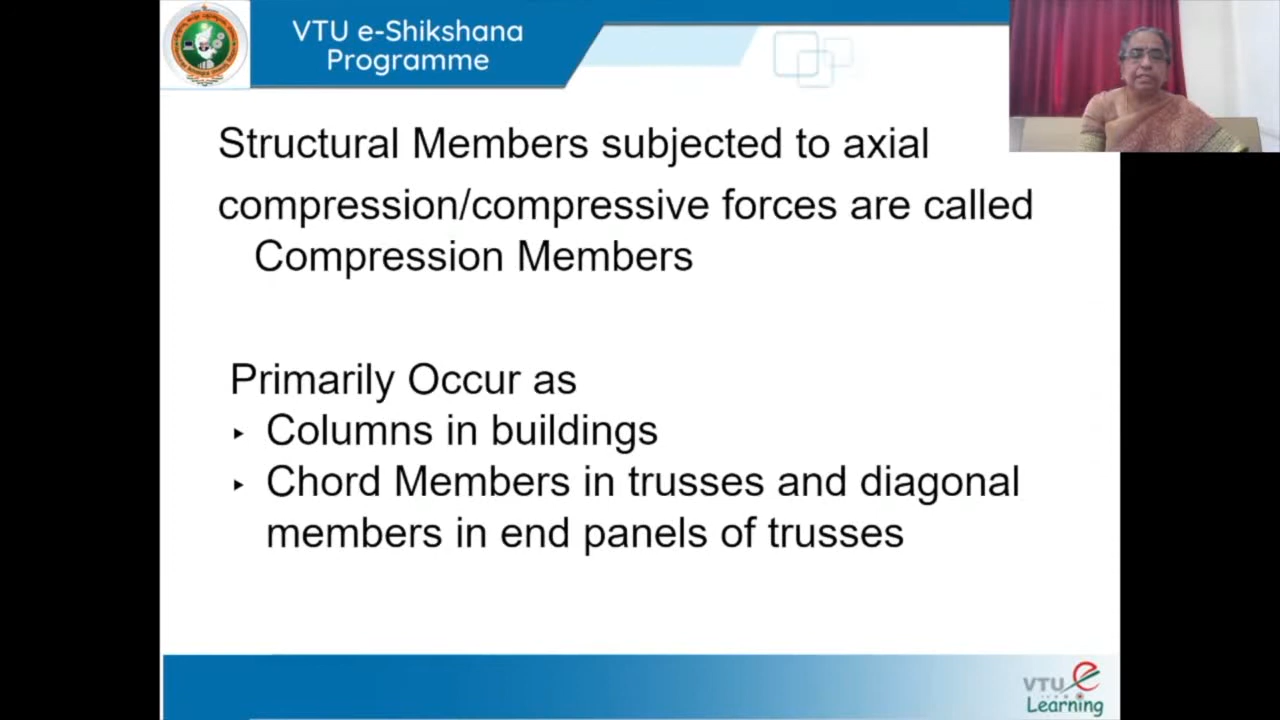 VTU e-Shikshana
Programme
Structural Members subjected to axial
compression/compressive forces are called
Compression Members
Primarily Occur as
‣ Columns in buildings
‣ Chord Members in trusses and diagonal
members in end panels of trusses
VTU e
Learning